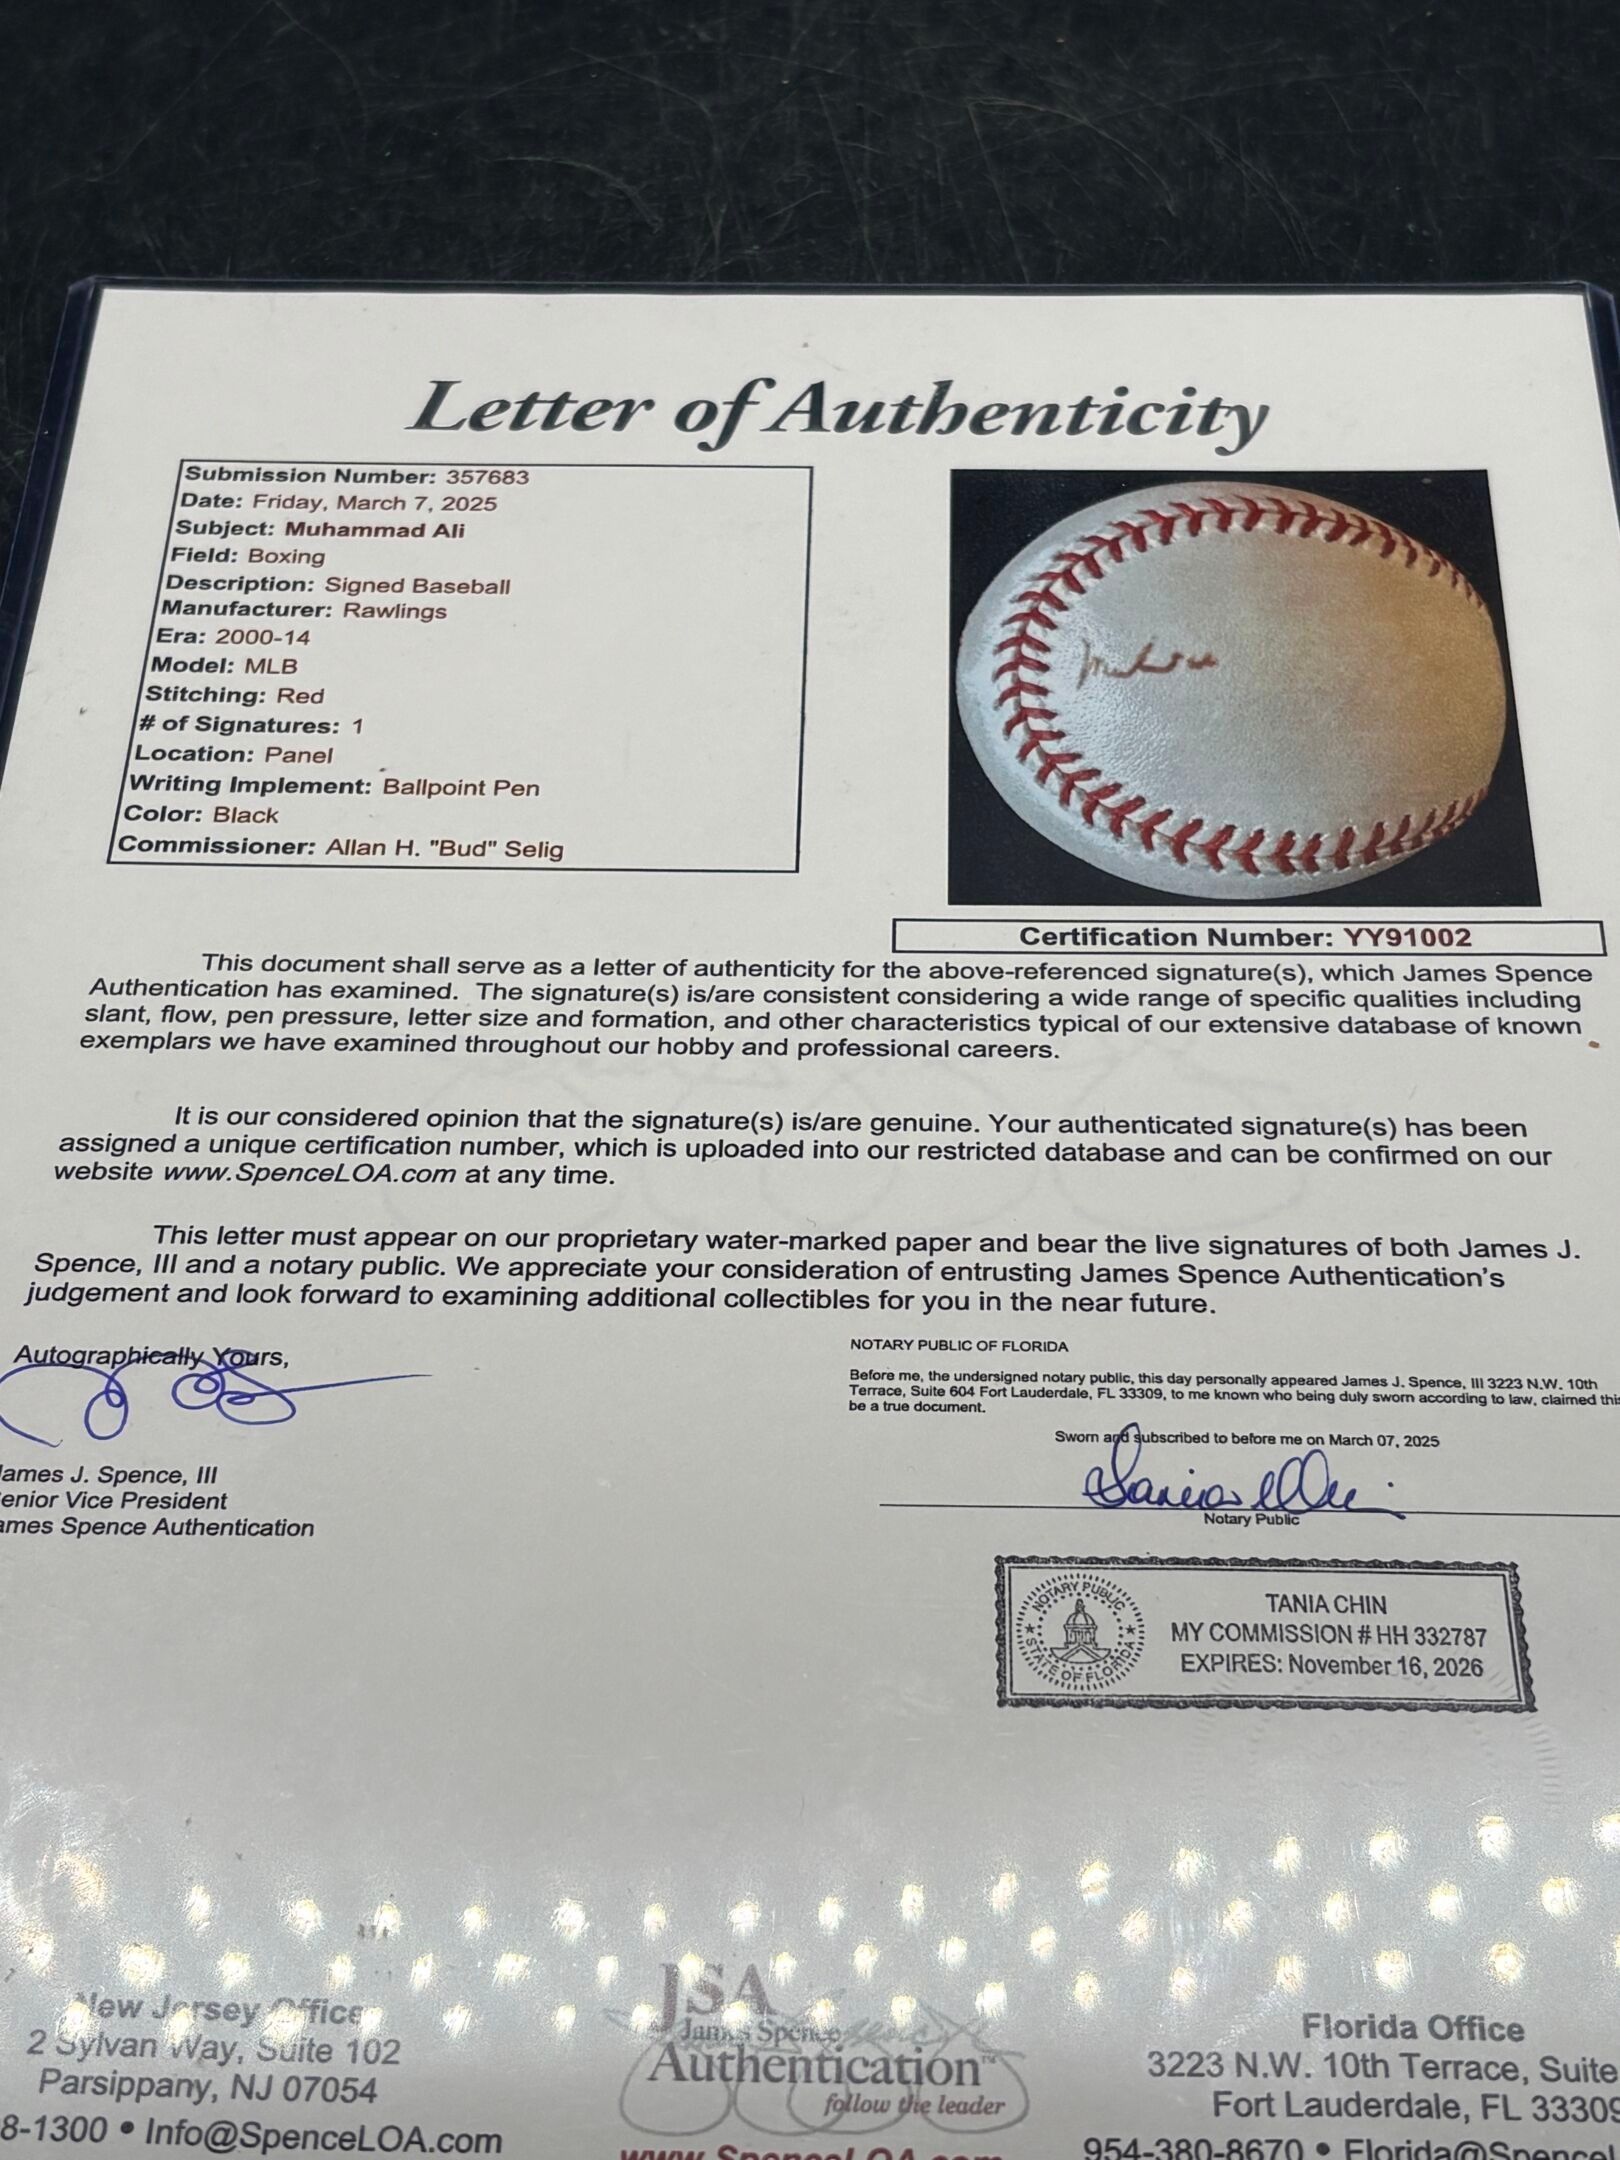 Letter of Authenticity
Submission Number: 357683
Date: Friday, March 7, 2025
Subject: Muhammad Ali
Field: Boxing
Description: Signed Baseball
Manufacturer: Rawlings
Era: 2000-14
Model: MLB
Stitching: Red
# of Signatures: 1
Location: Panel
Writing Implement: Ballpoint Pen
Color: Black
Commissioner: Allan H. "Bud" Selig
Certification Number: YY91002
This document shall serve as a letter of authenticity for the above-referenced signature(s), which James Spence
Authentication has examined. The signature(s) is/are consistent considering a wide range of specific qualities including
slant, flow, pen pressure, letter size and formation, and other characteristics typical of our extensive database of known
exemplars we have examined throughout our hobby and professional careers.
It is our considered opinion that the signature(s) is/are genuine. Your authenticated signature(s) has been
assigned a unique certification number, which is uploaded into our restricted database and can be confirmed on our
website www.SpenceLOA.com at any time.
This letter must appear on our proprietary water-marked paper and bear the live signatures of both James J.
Spence, III and a notary public. We appreciate your consideration of entrusting James Spence Authentication's
judgement and look forward to examining additional collectibles for you in the near future.
Autographically Yours,
James J. Spence, III
enior Vice President
ames Spence Authentication
NOTARY PUBLIC OF FLORIDA
Before me, the undersigned notary public, this day personally appeared James J. Spence, III 3223 N.W. 10th
Terrace, Suite 604 Fort Lauderdale, FL 33309, to me known who being duly sworn according to law, claimed this
be a true document.
Sworn and subscribed to before me on March 07, 2025
Notary Public
NOTARY PUBLIC
STATE OF FLORIDA
TANIA CHIN
MY COMMISSION # HH 332787
EXPIRES: November 16, 2026
New Jersey Office
2 Sylvan Way, Suite 102
Parsippany, NJ 07054
8-1300 • Info@SpenceLOA.com
JSA
James Spence
Authentication™
follow the leader
www.SpenceLOA.com
Florida Office
3223 N.W. 10th Terrace, Suite
Fort Lauderdale, FL 33309
954-380-8670 • Florida@Spencel